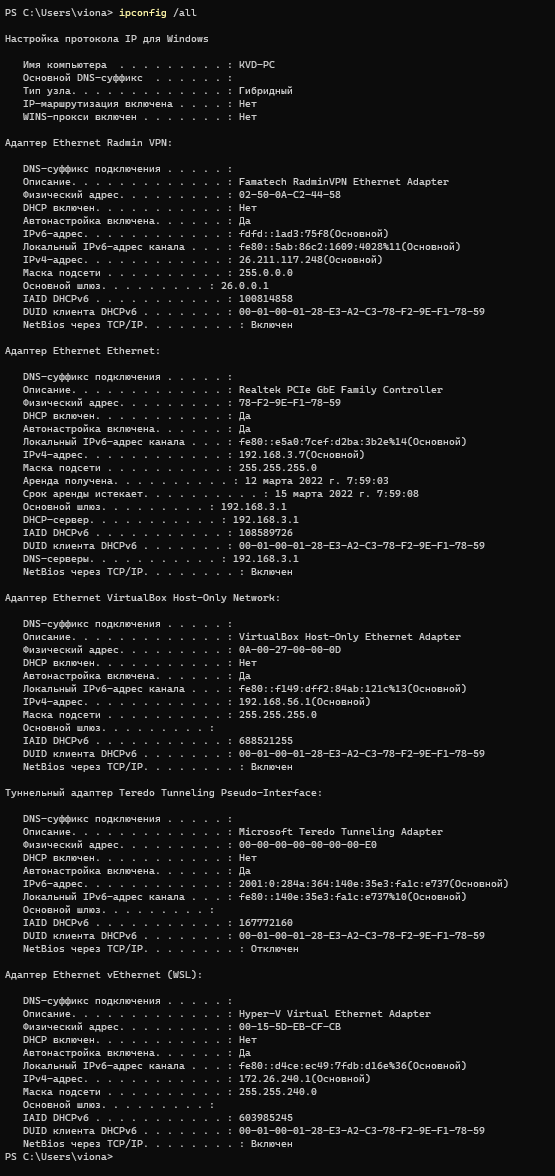 PS C:\Users\viona> ipconfig /all
Настройка протокола IP для Windows
Имя компьютера . . . . . . . . . : KVD-PC
Основной DNS-суффикс . . . . . . :
Тип узла. . . . . . . . . . . . . : Гибридный
IP-маршрутизация включена . . . . : Нет
WINS-прокси включен . . . . . . . : Нет
Адаптер Ethernet Radmin VPN:
DNS-суффикс подключения . . . . . :
Описание. . . . . . . . . . . . . : Famatech RadminVPN Ethernet Adapter
Физический адрес. . . . . . . . . : 02-50-0A-C2-44-58
DHCP включен. . . . . . . . . . . : Нет
Автонастройка включена. . . . . . : Да
IPv6-адрес. . . . . . . . . . . . : fdfd::1ad3:75f8(Основной)
Локальный IPv6-адрес канала . . . : fe80::5ab:86c2:1609:4028%11(Основной)
IPv4-адрес. . . . . . . . . . . . : 26.211.117.248(Основной)
Маска подсети . . . . . . . . . . : 255.0.0.0
Основной шлюз. . . . . . . . . : 26.0.0.1
IAID DHCPv6 . . . . . . . . . . . : 100814858
DUID клиента DHCPv6 . . . . . . . : 00-01-00-01-28-E3-A2-C3-78-F2-9E-F1-78-59
NetBios через TCP/IP. . . . . . . . : Включен
Адаптер Ethernet Ethernet:
DNS-суффикс подключения . . . . . :
Описание. . . . . . . . . . . . . : Realtek PCIe GbE Family Controller
Физический адрес. . . . . . . . . : 78-F2-9E-F1-78-59
DHCP включен. . . . . . . . . . . : Да
Автонастройка включена. . . . . . : Да
Локальный IPv6-адрес канала . . . : fe80::e5a0:7cef:d2ba:3b2e%14(Основной)
IPv4-адрес. . . . . . . . . . . . : 192.168.3.7(Основной)
Маска подсети . . . . . . . . . . : 255.255.255.0
Аренда получена. . . . . . . . . . : 12 марта 2022 г. 7:59:03
Срок аренды истекает. . . . . . . . . . : 15 марта 2022 г. 7:59:08
Основной шлюз. . . . . . . . . : 192.168.3.1
DHCP-сервер. . . . . . . . . . . : 192.168.3.1
IAID DHCPv6 . . . . . . . . . . . : 108589726
DUID клиента DHCPv6 . . . . . . . : 00-01-00-01-28-E3-A2-C3-78-F2-9E-F1-78-59
DNS-серверы. . . . . . . . . . . : 192.168.3.1
NetBios через TCP/IP. . . . . . . . : Включен
Адаптер Ethernet VirtualBox Host-Only Network:
DNS-суффикс подключения . . . . . :
Описание. . . . . . . . . . . . . : VirtualBox Host-Only Ethernet Adapter
Физический адрес. . . . . . . . . : 0A-00-27-00-00-0D
DHCP включен. . . . . . . . . . . : Нет
Автонастройка включена. . . . . . : Да
Локальный IPv6-адрес канала . . . : fe80::f149:dff2:84ab:121c%13(Основной)
IPv4-адрес. . . . . . . . . . . . : 192.168.56.1(Основной)
Маска подсети . . . . . . . . . . : 255.255.255.0
Основной шлюз. . . . . . . . . :
IAID DHCPv6 . . . . . . . . . . . : 688521255
DUID клиента DHCPv6 . . . . . . . : 00-01-00-01-28-E3-A2-C3-78-F2-9E-F1-78-59
NetBios через TCP/IP. . . . . . . . : Включен
Туннельный адаптер Teredo Tunneling Pseudo-Interface:
DNS-суффикс подключения . . . . . :
Описание. . . . . . . . . . . . . : Microsoft Teredo Tunneling Adapter
Физический адрес. . . . . . . . . : 00-00-00-00-00-00-00-E0
DHCP включен. . . . . . . . . . . : Нет
Автонастройка включена. . . . . . : Да
IPv6-адрес. . . . . . . . . . . . : 2001:0:284a:364:140e:35e3:fa1c:e737(Основной)
Локальный IPv6-адрес канала . . . : fe80::140e:35e3:fa1c:e737%10(Основной)
Основной шлюз. . . . . . . . . :
IAID DHCPv6 . . . . . . . . . . . : 167772160
DUID клиента DHCPv6 . . . . . . . : 00-01-00-01-28-E3-A2-C3-78-F2-9E-F1-78-59
NetBios через TCP/IP. . . . . . . . : Отключен
Адаптер Ethernet vEthernet (WSL):
DNS-суффикс подключения . . . . . :
Описание. . . . . . . . . . . . . : Hyper-V Virtual Ethernet Adapter
Физический адрес. . . . . . . . . : 00-15-5D-EB-CF-CB
DHCP включен. . . . . . . . . . . : Нет
Автонастройка включена. . . . . . : Да
Локальный IPv6-адрес канала . . . : fe80::d4ce:ec49:7fdb:d16e%36(Основной)
IPv4-адрес. . . . . . . . . . . . : 172.26.240.1(Основной)
Маска подсети . . . . . . . . . . : 255.255.240.0
Основной шлюз. . . . . . . . . :
IAID DHCPv6 . . . . . . . . . . . : 603985245
DUID клиента DHCPv6 . . . . . . . : 00-01-00-01-28-E3-A2-C3-78-F2-9E-F1-78-59
NetBios через TCP/IP. . . . . . . . : Включен
PS C:\Users\viona>